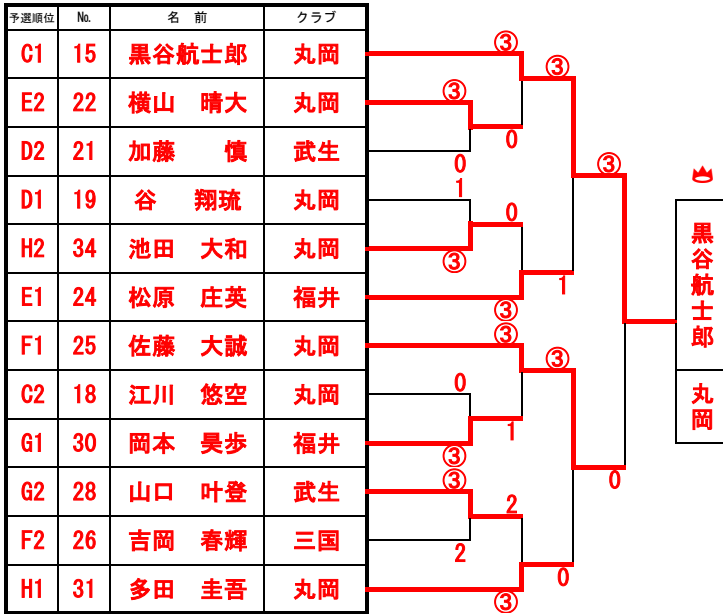 予選順位 № 名 前 クラブ
C1 15 黒谷航士郎 丸岡
E2 22 横山 晴大 丸岡
D2 21 加藤 慎 武生
D1 19 谷 翔琉 丸岡
H2 34 池田 大和 丸岡
E1 24 松原 庄英 福井
F1 25 佐藤 大誠 丸岡
C2 18 江川 悠空 丸岡
G1 30 岡本 昊歩 福井
G2 28 山口 叶登 武生
F2 26 吉岡 春輝 三国
H1 31 多田 圭吾 丸岡
③
③
③
0
0
③
1
0
③
1
③
③
③
0
1
③
0
③
2
2
0
③
黒谷航士郎
丸岡